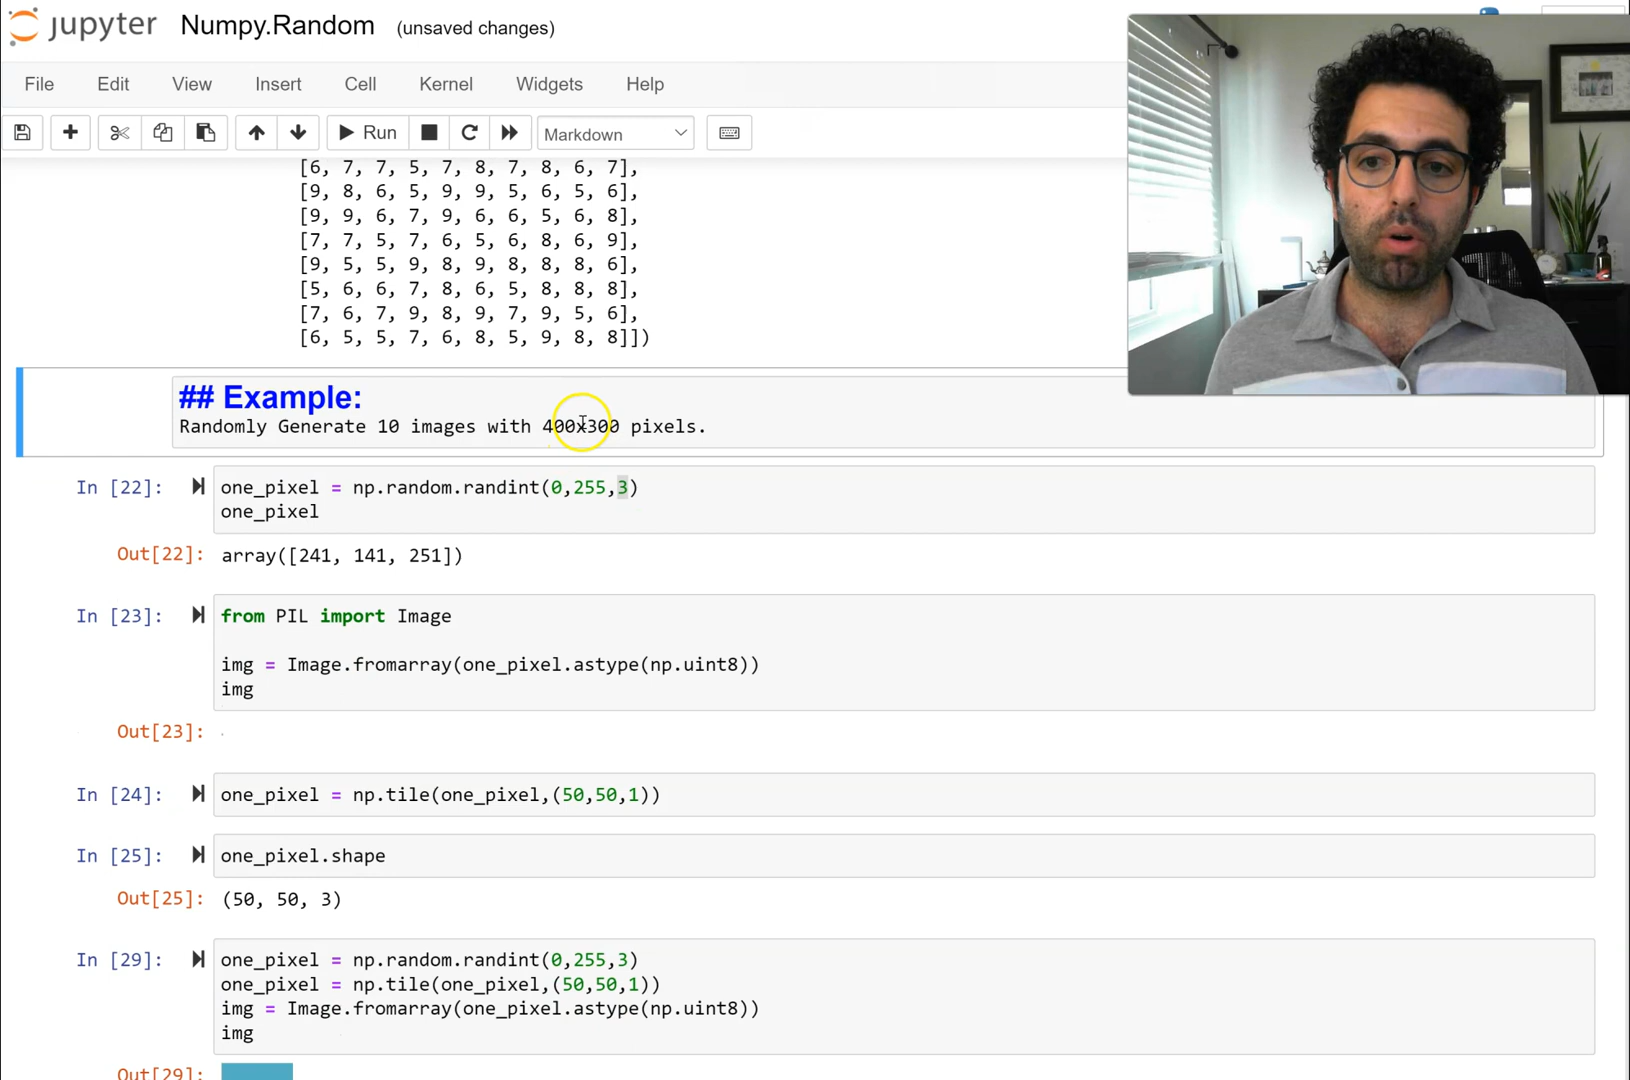 jupyter Numpy.Random (unsaved changes)
File Edit View Insert Cell Kernel Widgets Help
Run Markdown
[6, 7, 7, 5, 7, 8, 7, 8, 6, 7],
[9, 8, 6, 5, 9, 9, 5, 6, 5, 6],
[9, 9, 6, 7, 9, 6, 6, 5, 6, 8],
[7, 7, 5, 7, 6, 5, 6, 8, 6, 9],
[9, 5, 5, 9, 8, 9, 8, 8, 8, 6],
[5, 6, 6, 7, 8, 6, 5, 8, 8, 8],
[7, 6, 7, 9, 8, 9, 7, 9, 5, 6],
[6, 5, 5, 7, 6, 8, 5, 9, 8, 8]])
## Example:
Randomly Generate 10 images with 400x300 pixels.
In [22]: one_pixel = np.random.randint(0,255,3)
one_pixel
Out[22]: array([241, 141, 251])
In [23]: from PIL import Image
img = Image.fromarray(one_pixel.astype(np.uint8))
img
Out[23]:
In [24]: one_pixel = np.tile(one_pixel,(50,50,1))
In [25]: one_pixel.shape
Out[25]: (50, 50, 3)
In [29]: one_pixel = np.random.randint(0,255,3)
one_pixel = np.tile(one_pixel,(50,50,1))
img = Image.fromarray(one_pixel.astype(np.uint8))
img
Out[29]: